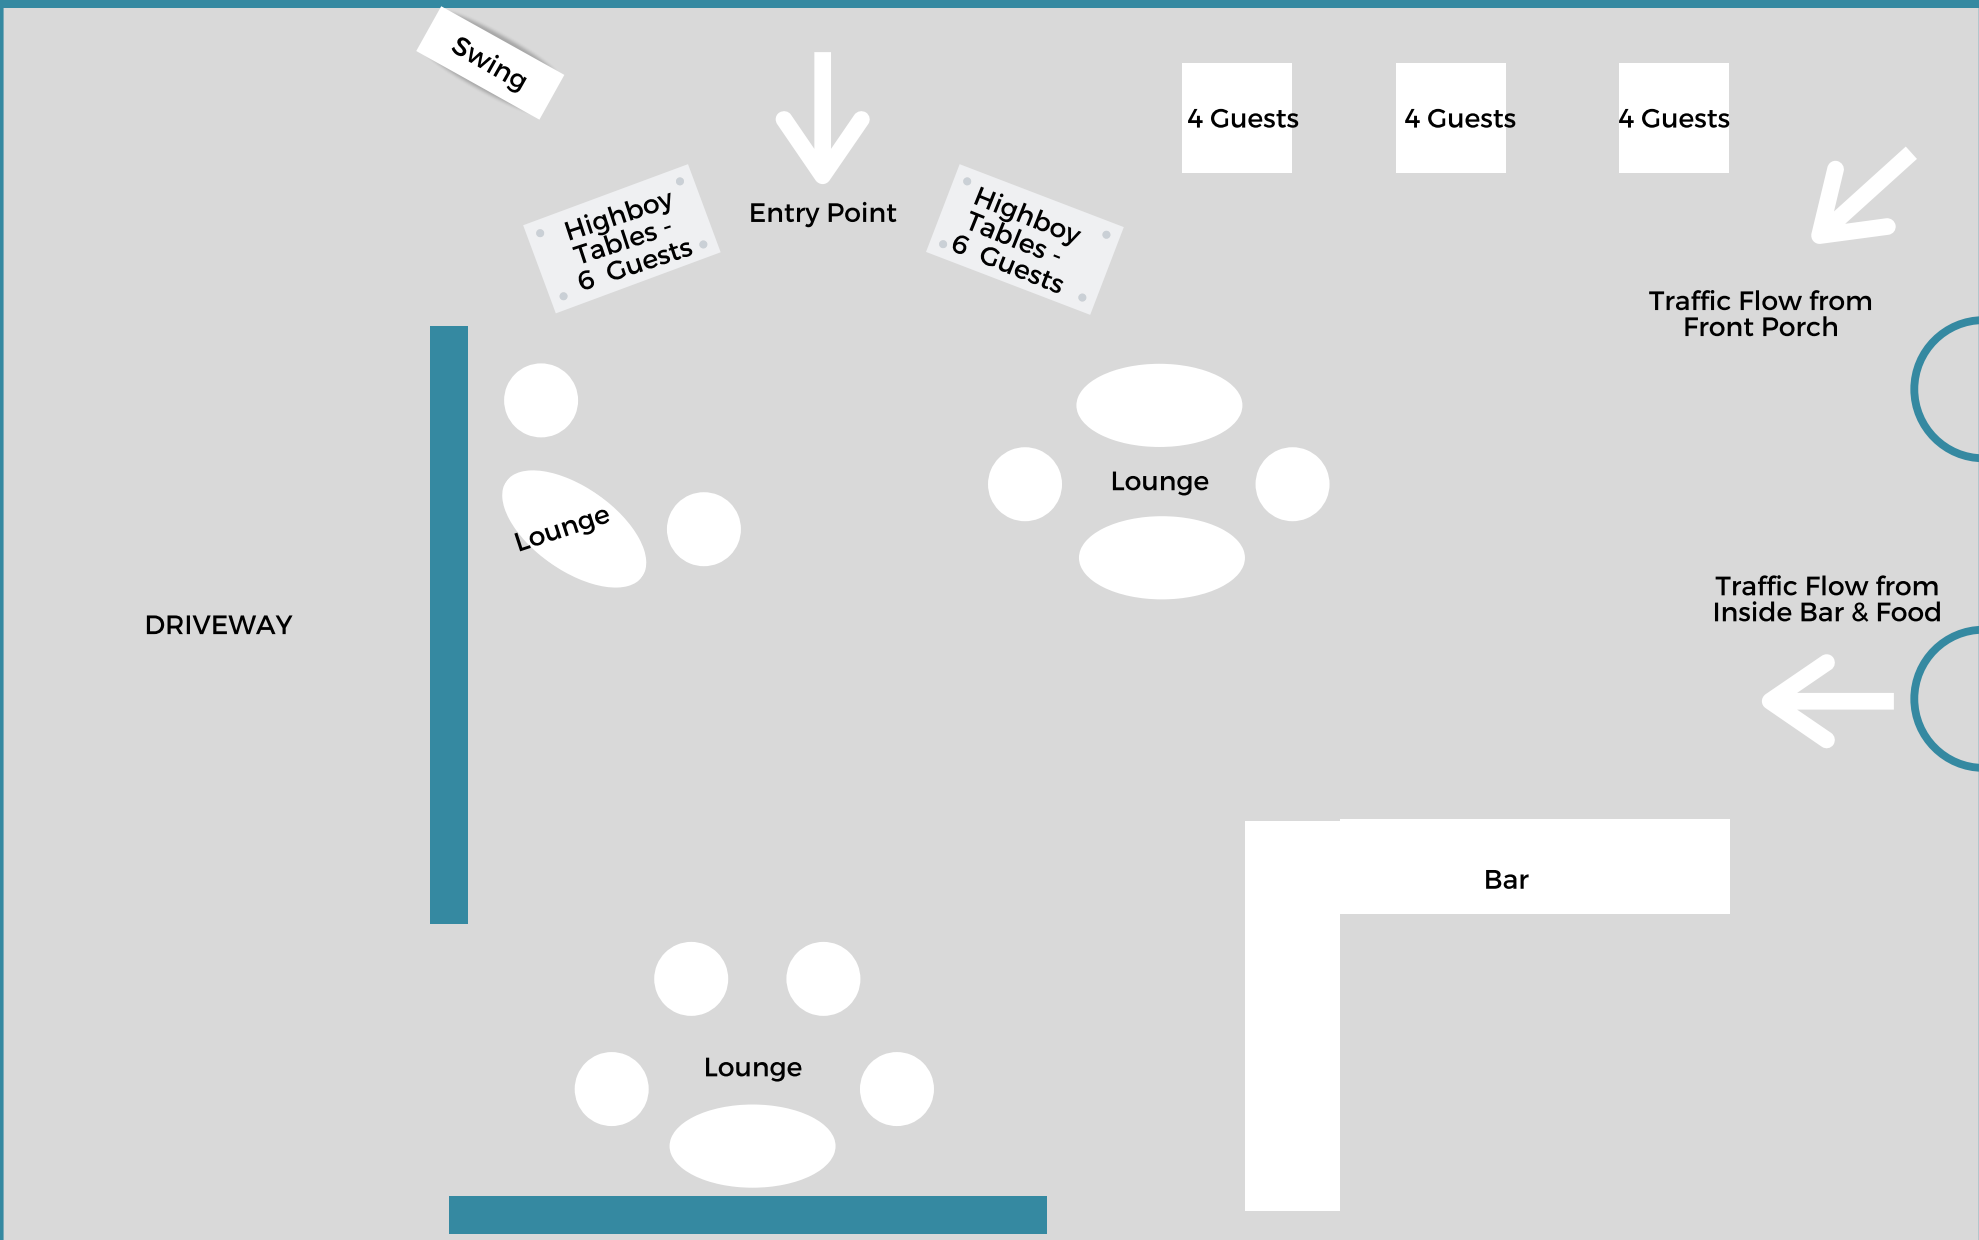 Swing
4 Guests
4 Guests
4 Guests
Highboy
Tables -
6 Guests
Entry Point
Highboy
Tables -
6 Guests
Traffic Flow from
Front Porch
Lounge
Lounge
DRIVEWAY
Traffic Flow from
Inside Bar & Food
Bar
Lounge